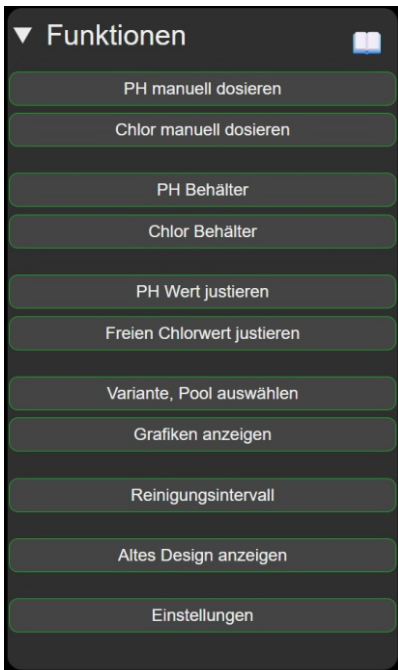 Funktionen
PH manuell dosieren
Chlor manuell dosieren
PH Behälter
Chlor Behälter
PH Wert justieren
Freien Chlorwert justieren
Variante, Pool auswählen
Grafiken anzeigen
Reinigungsintervall
Altes Design anzeigen
Einstellungen